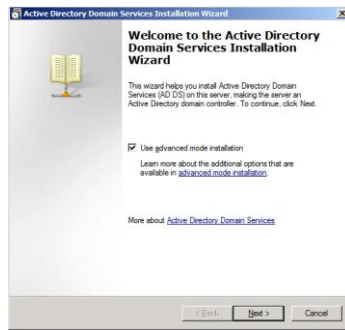 Active Directory Domain Services Installation Wizard
Welcome to the Active Directory
Domain Services Installation
Wizard
This wizard helps you install Active Directory Domain
Services (AD DS) on this server, making the server an
Active Directory domain controller. To continue, click Next.
Use advanced mode installation
Learn more about the additional options that are
available in advanced mode installation.
More about Active Directory Domain Services
< Back Next > Cancel